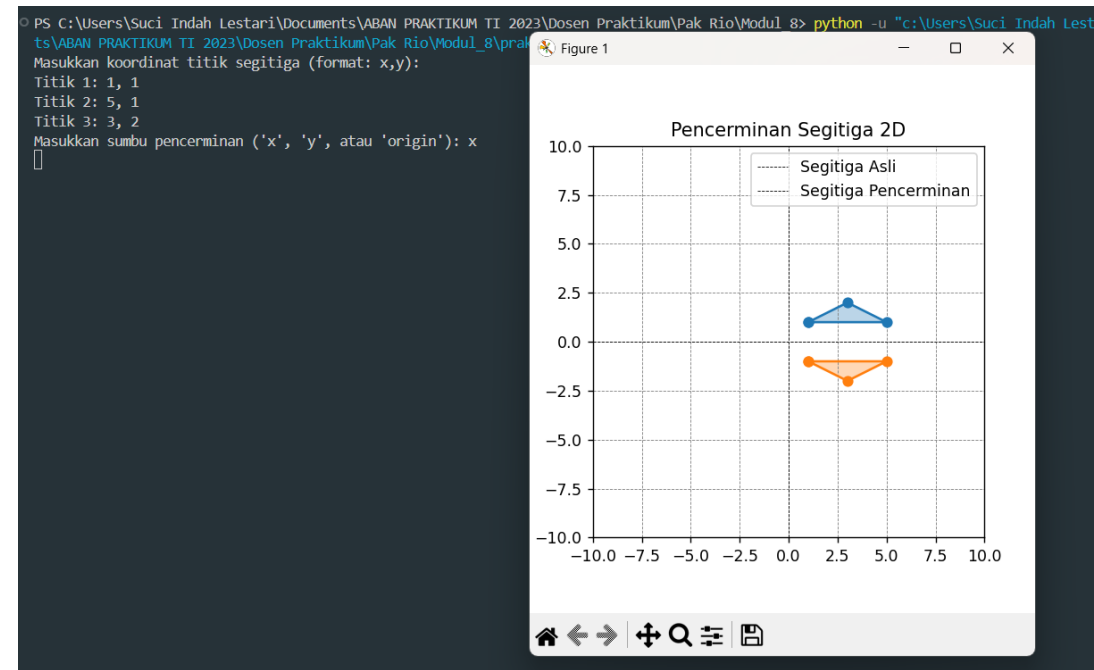 PS C:\Users\Suci Indah Lestari\Documents\ABAN PRAKTIKUM TI 2023\Dosen Praktikum\Pak Rio\Modul_8> python -u "c:\Users\Suci Indah Lest
ts\ABAN PRAKTIKUM TI 2023\Dosen Praktikum\Pak Rio\Modul_8\prak
Masukkan koordinat titik segitiga (format: x,y):
Titik 1: 1, 1
Titik 2: 5, 1
Titik 3: 3, 2
Masukkan sumbu pencerminan ('x', 'y', atau 'origin'): x
Figure 1
Pencerminan Segitiga 2D
Segitiga Asli
Segitiga Pencerminan
10.0
7.5
5.0
2.5
0.0
−2.5
−5.0
−7.5
−10.0
−10.0 −7.5 −5.0 −2.5 0.0 2.5 5.0 7.5 10.0